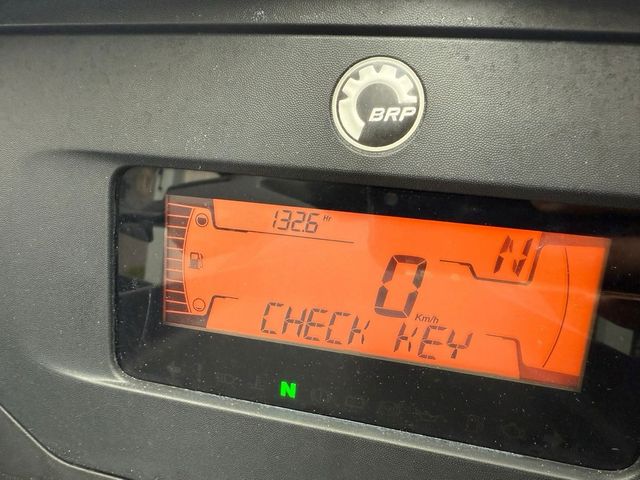 BRP
132.6 Hr
N
0 Km/h
CHECK KEY
N